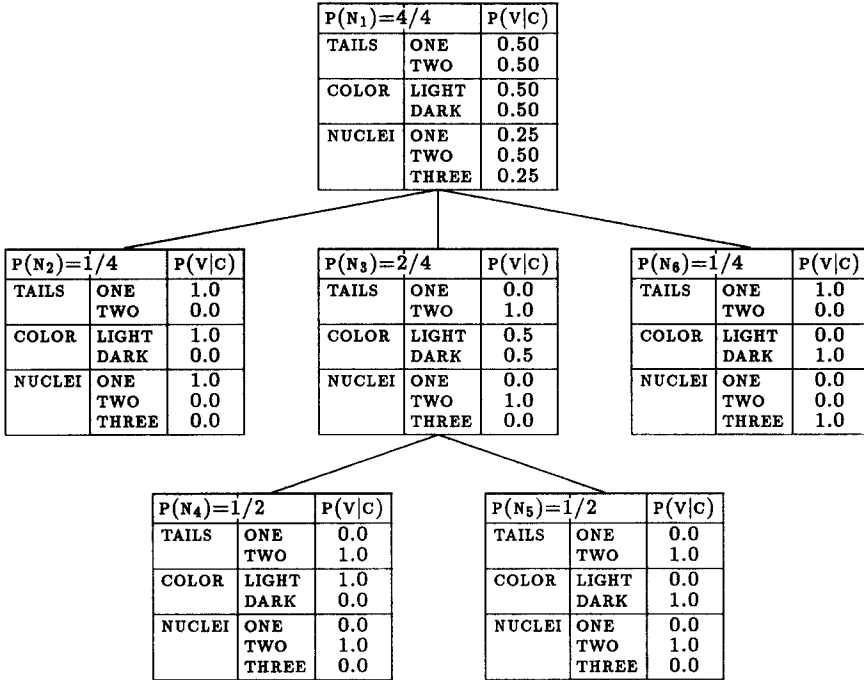 P(N₁)=4/4 P(V|C)
TAILS ONE 0.50
TWO 0.50
COLOR LIGHT 0.50
DARK 0.50
NUCLEI ONE 0.25
TWO 0.50
THREE 0.25
P(N₂)=1/4 P(V|C)
TAILS ONE 1.0
TWO 0.0
COLOR LIGHT 1.0
DARK 0.0
NUCLEI ONE 1.0
TWO 0.0
THREE 0.0
P(N₃)=2/4 P(V|C)
TAILS ONE 0.0
TWO 1.0
COLOR LIGHT 0.5
DARK 0.5
NUCLEI ONE 0.0
TWO 1.0
THREE 0.0
P(N₆)=1/4 P(V|C)
TAILS ONE 1.0
TWO 0.0
COLOR LIGHT 0.0
DARK 1.0
NUCLEI ONE 0.0
TWO 0.0
THREE 1.0
P(N₄)=1/2 P(V|C)
TAILS ONE 0.0
TWO 1.0
COLOR LIGHT 1.0
DARK 0.0
NUCLEI ONE 0.0
TWO 1.0
THREE 0.0
P(N₅)=1/2 P(V|C)
TAILS ONE 0.0
TWO 1.0
COLOR LIGHT 0.0
DARK 1.0
NUCLEI ONE 0.0
TWO 1.0
THREE 0.0